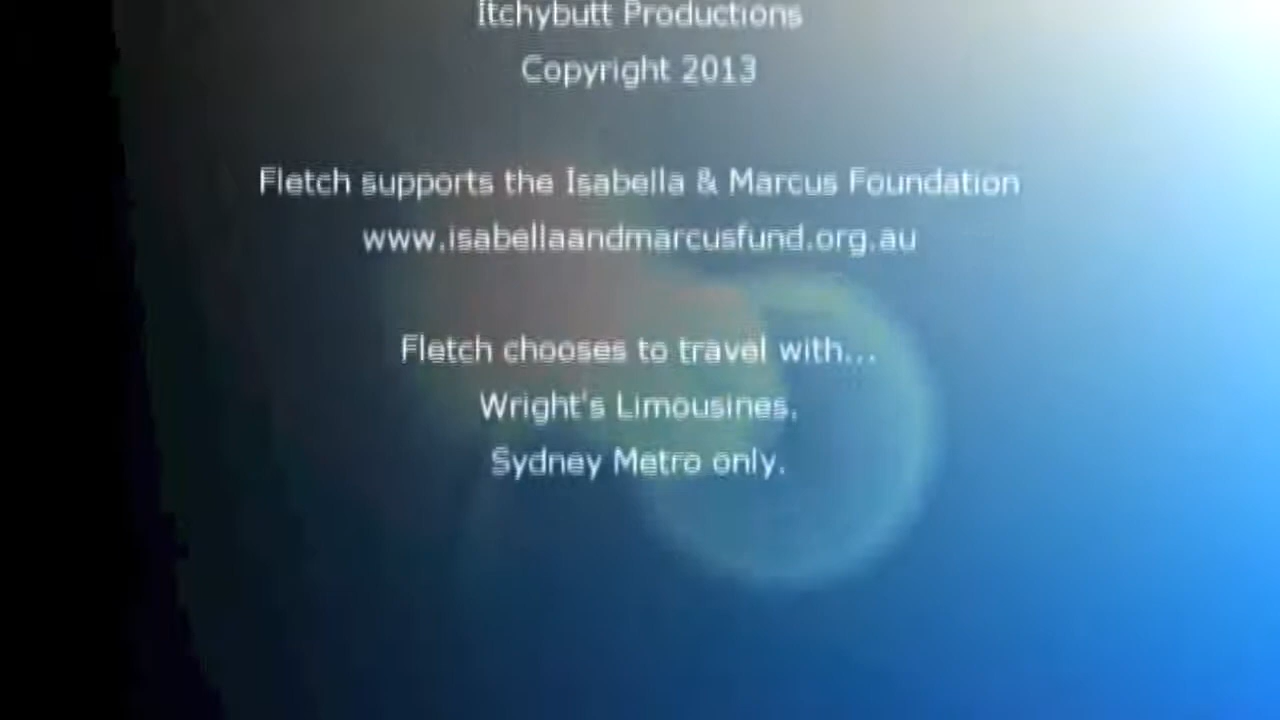 Itchybutt Productions
Copyright 2013
Fletch supports the Isabella & Marcus Foundation
www.isabellaandmarcusfund.org.au
Fletch chooses to travel with...
Wright's Limousines.
Sydney Metro only.